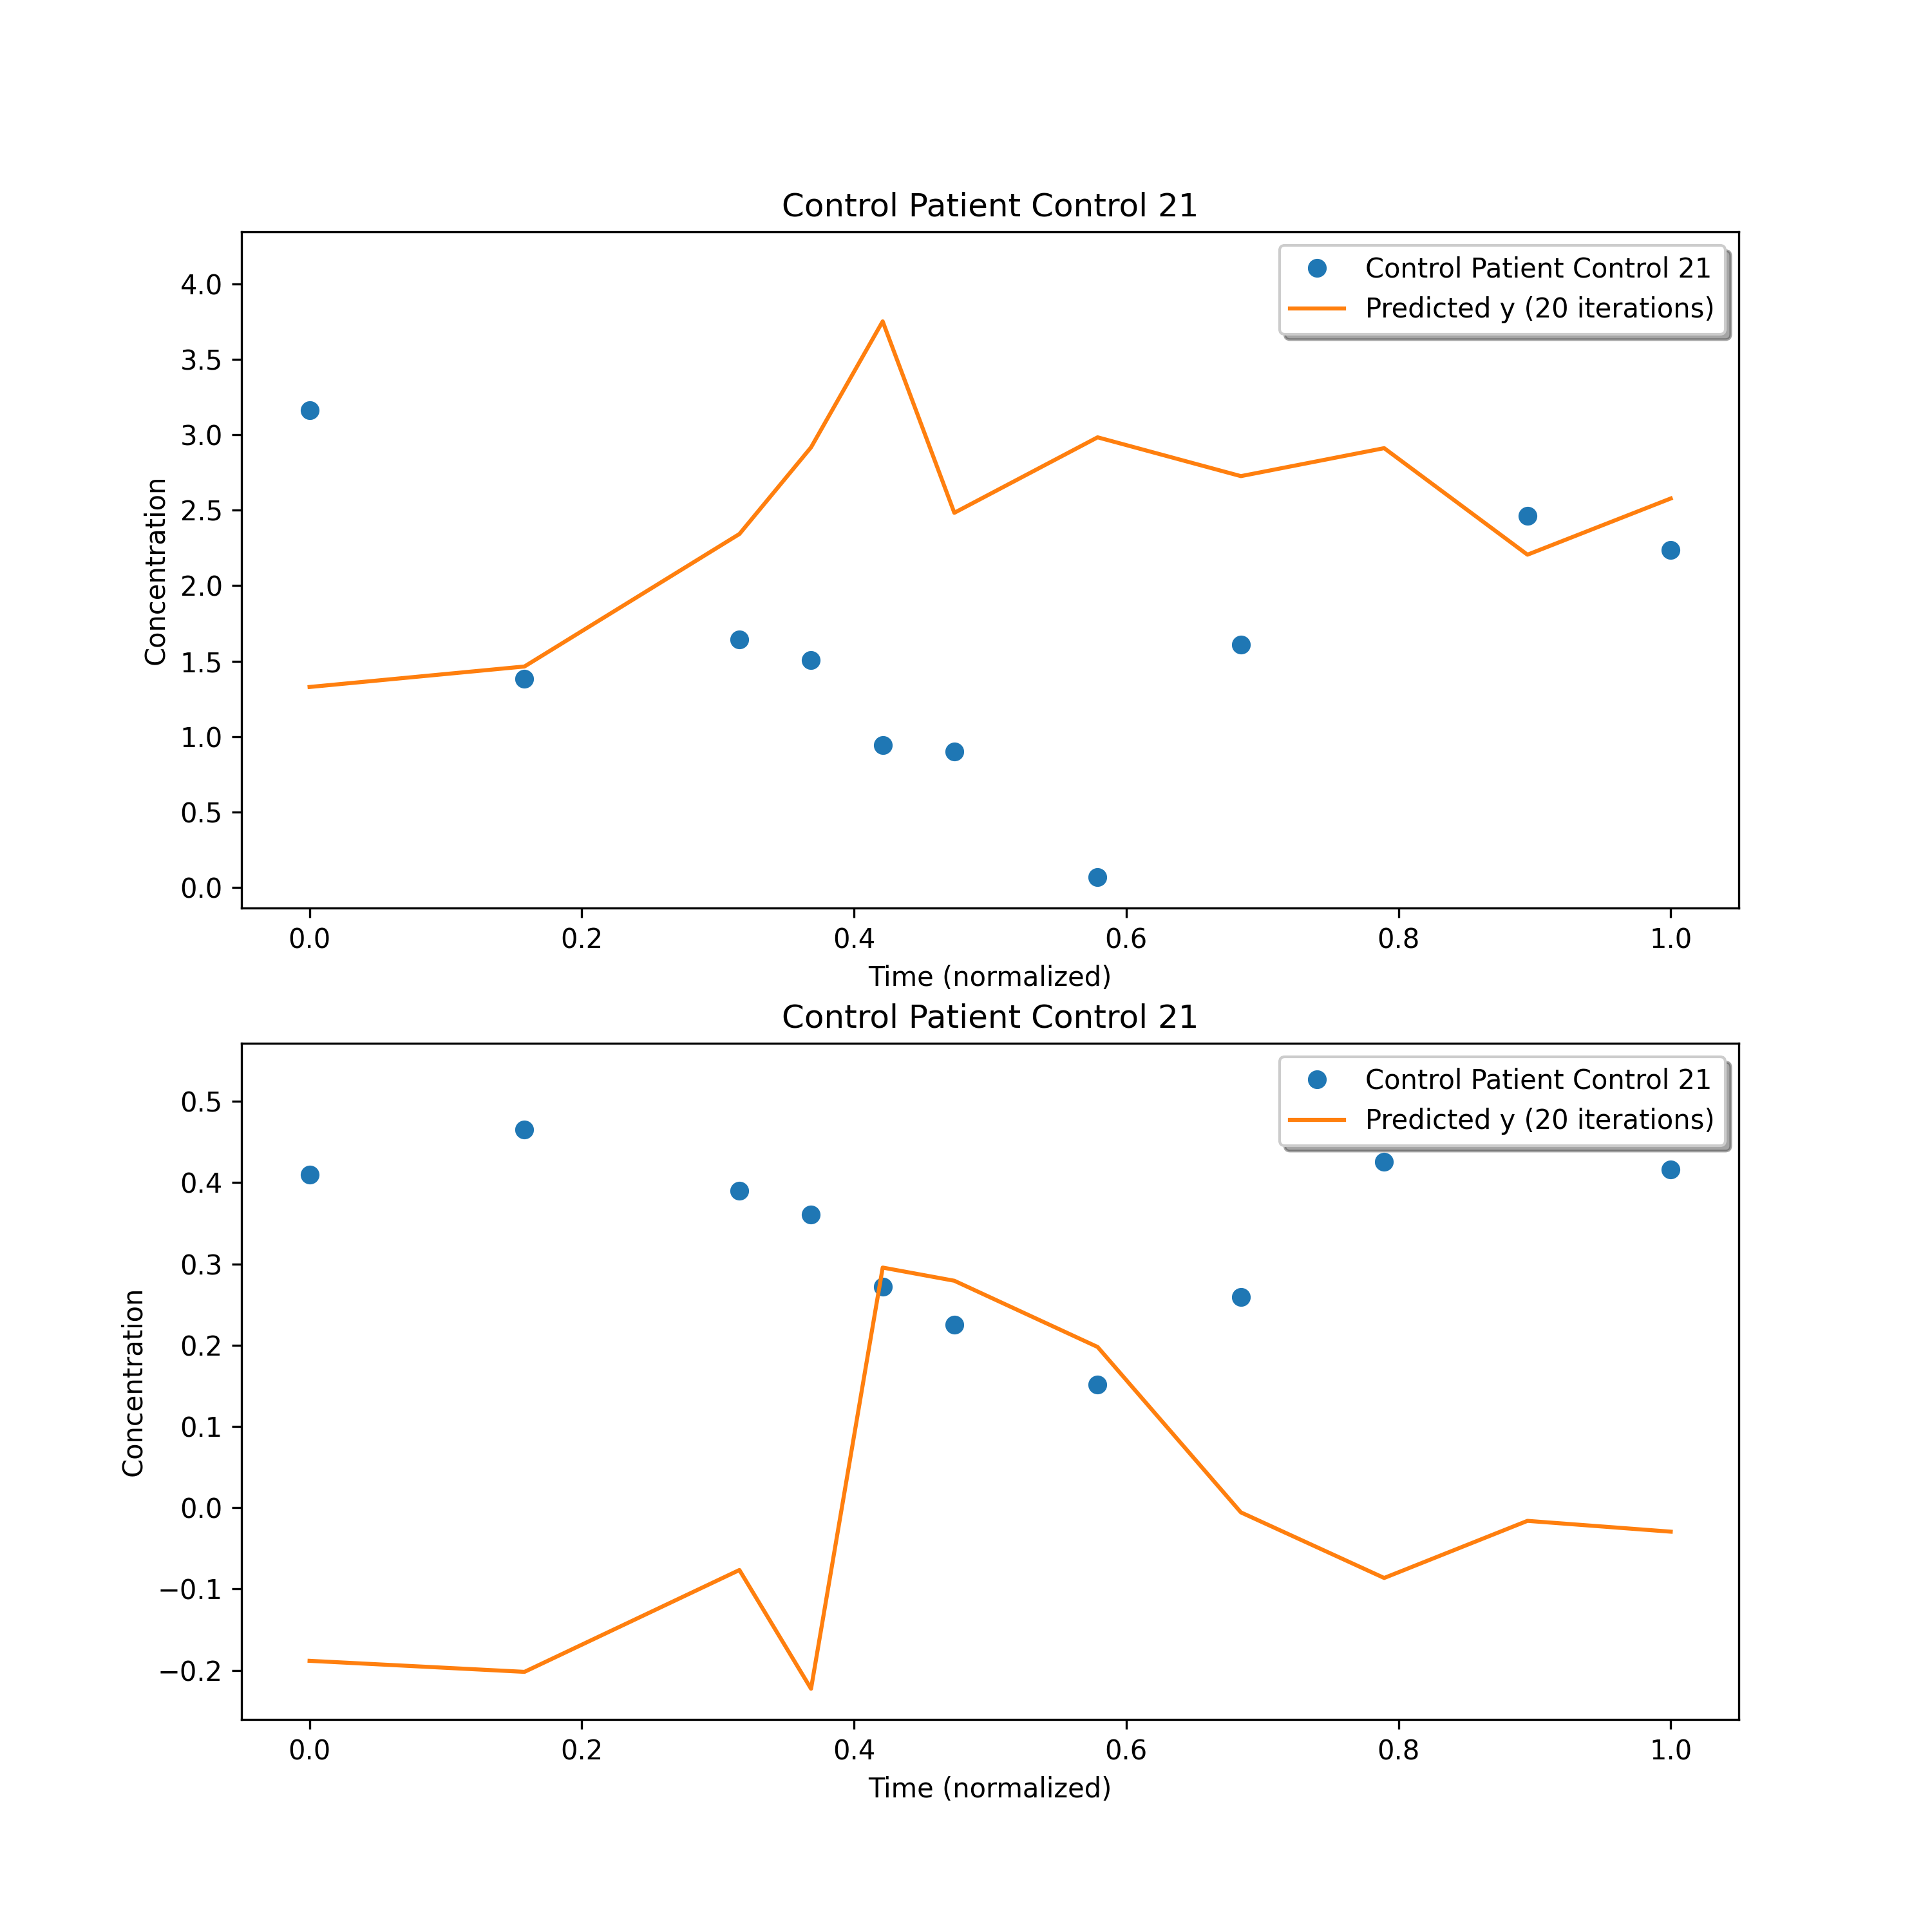 Control Patient Control 21
Control Patient Control 21
Predicted y (20 iterations)
4.0
3.5
3.0
2.5
2.0
1.5
1.0
0.5
0.0
Concentration
0.0 0.2 0.4 0.6 0.8 1.0
Time (normalized)
Control Patient Control 21
Control Patient Control 21
Predicted y (20 iterations)
0.5
0.4
0.3
0.2
0.1
0.0
−0.1
−0.2
Concentration
0.0 0.2 0.4 0.6 0.8 1.0
Time (normalized)